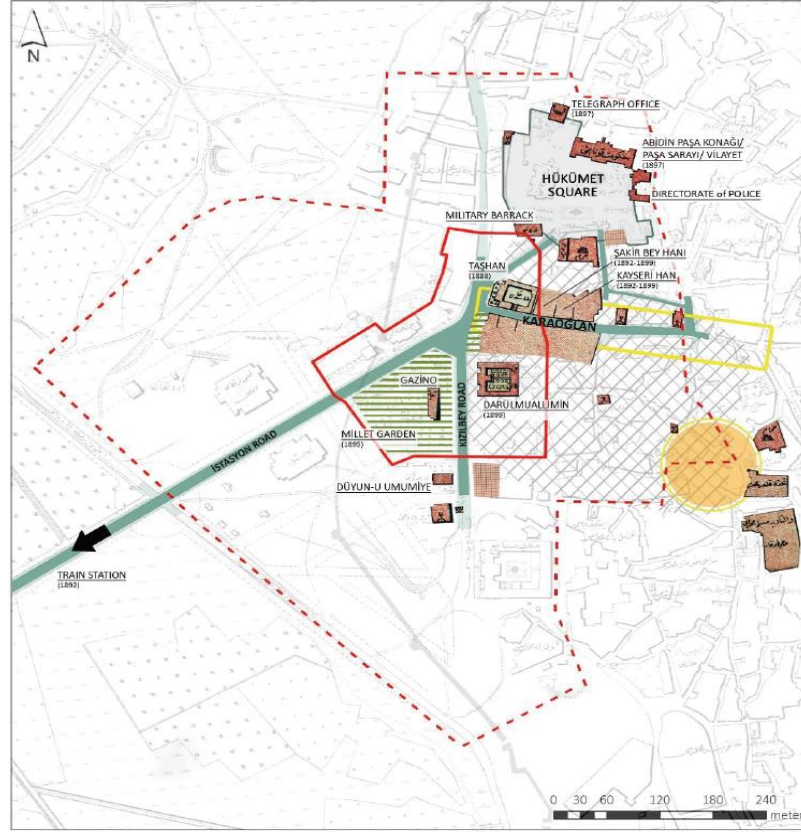 N
TELEGRAPH OFFICE
(1897)
ABİDİN PAŞA KONAĞI/
PAŞA SARAYI/ VİLAYET
(1897)
HÜKÜMET
SQUARE
DIRECTORATE of POLICE
MILITARY BARRACK
ŞAKİR BEY HANI
(1892-1899)
TAŞHAN
(1888)
KAYSERİ HAN
(1892-1899)
KARAOĞLAN
GAZİNO
KIZILBEY ROAD
DARÜLMUALLİMİN
(1899)
MİLLET GARDEN
(1895)
İSTASYON ROAD
DÜYUN-U UMUMİYE
TRAIN STATION
(1892)
0 30 60 120 180 240
meter